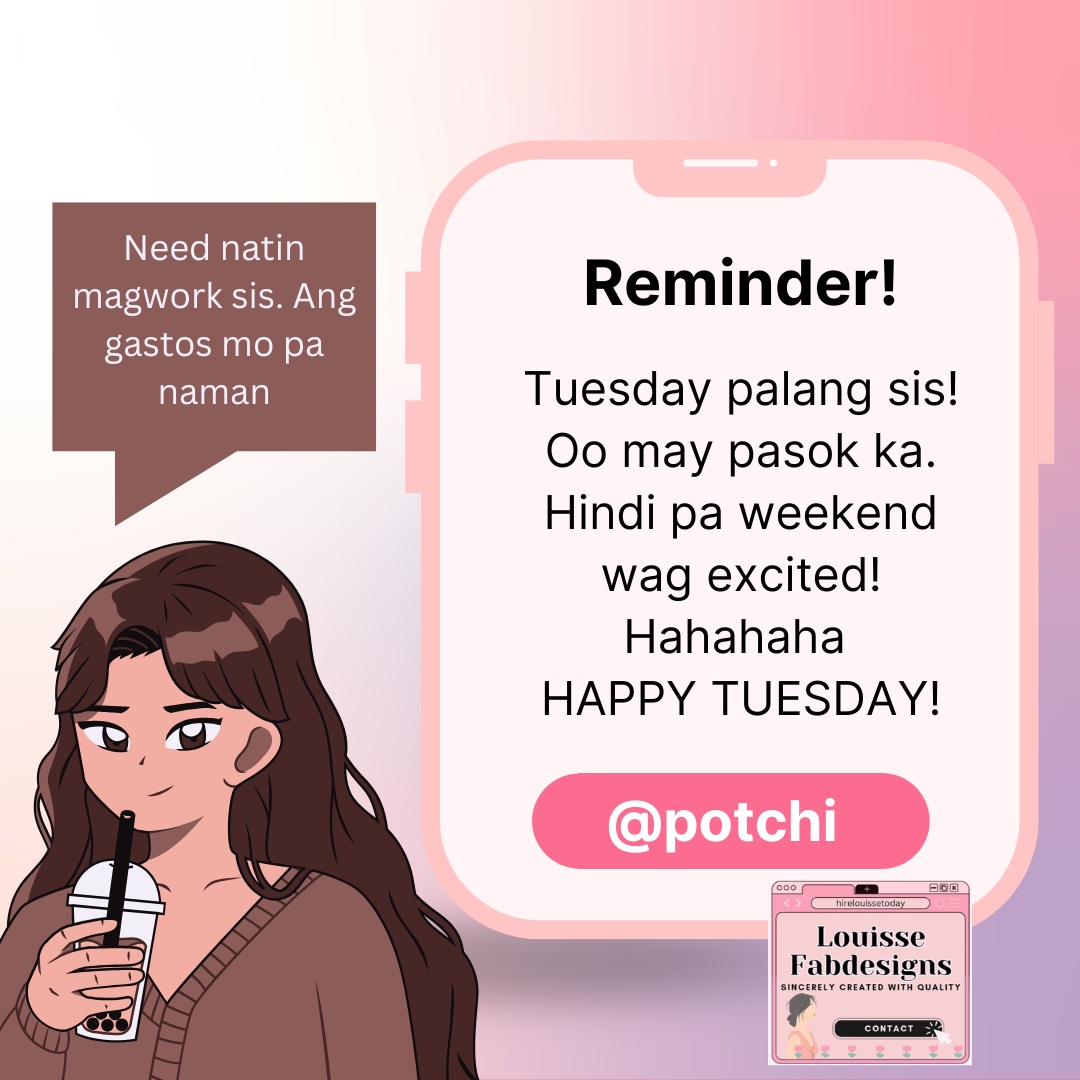 Need natin
magwork sis. Ang
gastos mo pa
naman
Reminder!
Tuesday palang sis!
Oo may pasok ka.
Hindi pa weekend
wag excited!
Hahahaha
HAPPY TUESDAY!
@potchi
hirelouissetoday
Louisse
Fabdesigns
SINCERELY CREATED WITH QUALITY
CONTACT